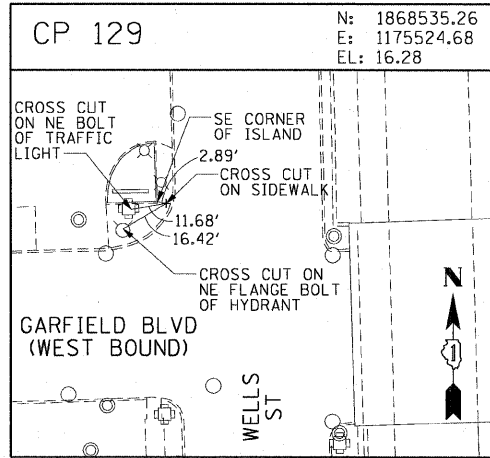 CP 129
N: 1868535.26
E: 1175524.68
EL: 16.28
CROSS CUT
ON NE BOLT
OF TRAFFIC
LIGHT
SE CORNER
OF ISLAND
2.89'
CROSS CUT
ON SIDEWALK
11.68'
16.42'
CROSS CUT ON
NE FLANGE BOLT
OF HYDRANT
GARFIELD BLVD
(WEST BOUND)
WELLS
ST
N
1